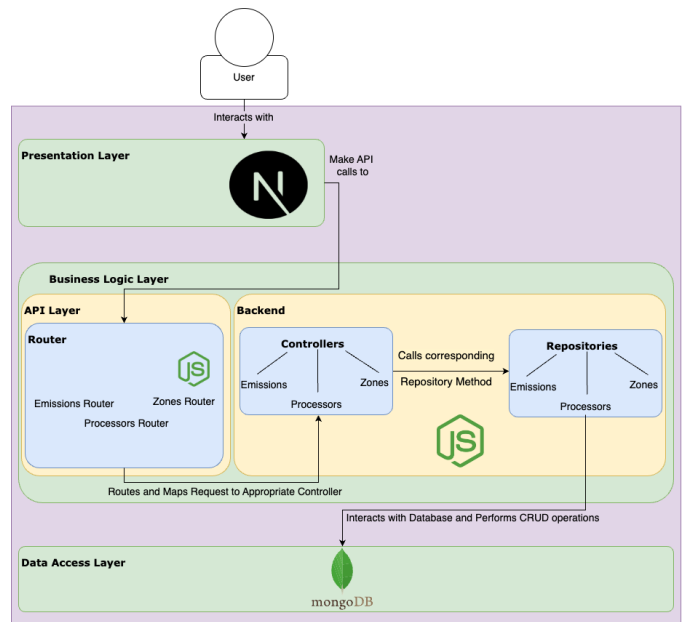 User
Interacts with
Presentation Layer
N
Make API
calls to
Business Logic Layer
API Layer
Backend
Router
JS
Emissions Router
Zones Router
Processors Router
Controllers
Emissions
Zones
Processors
Calls corresponding
Repository Method
Repositories
Emissions
Zones
Processors
JS
Routes and Maps Request to Appropriate Controller
Interacts with Database and Performs CRUD operations
Data Access Layer
mongoDB